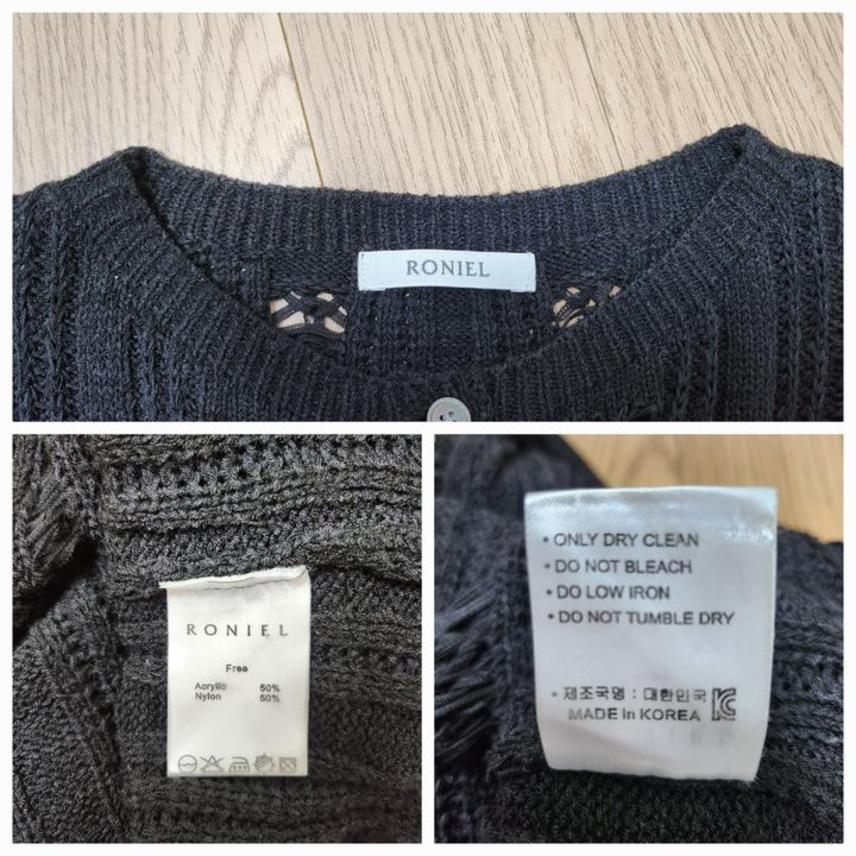 RONIEL
RONIEL
Free
Acrylic 50%
Nylon 50%
• ONLY DRY CLEAN
• DO NOT BLEACH
• DO LOW IRON
• DO NOT TUMBLE DRY
• 제조국명 : 대한민국
MADE In KOREA